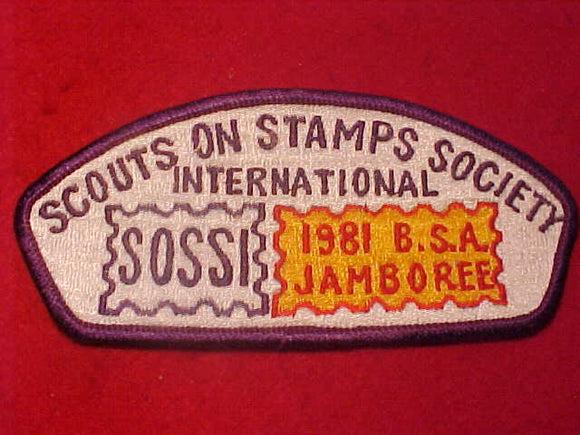 SCOUTS ON STAMPS SOCIETY
INTERNATIONAL
SOSSI
1981 B.S.A.
JAMBOREE